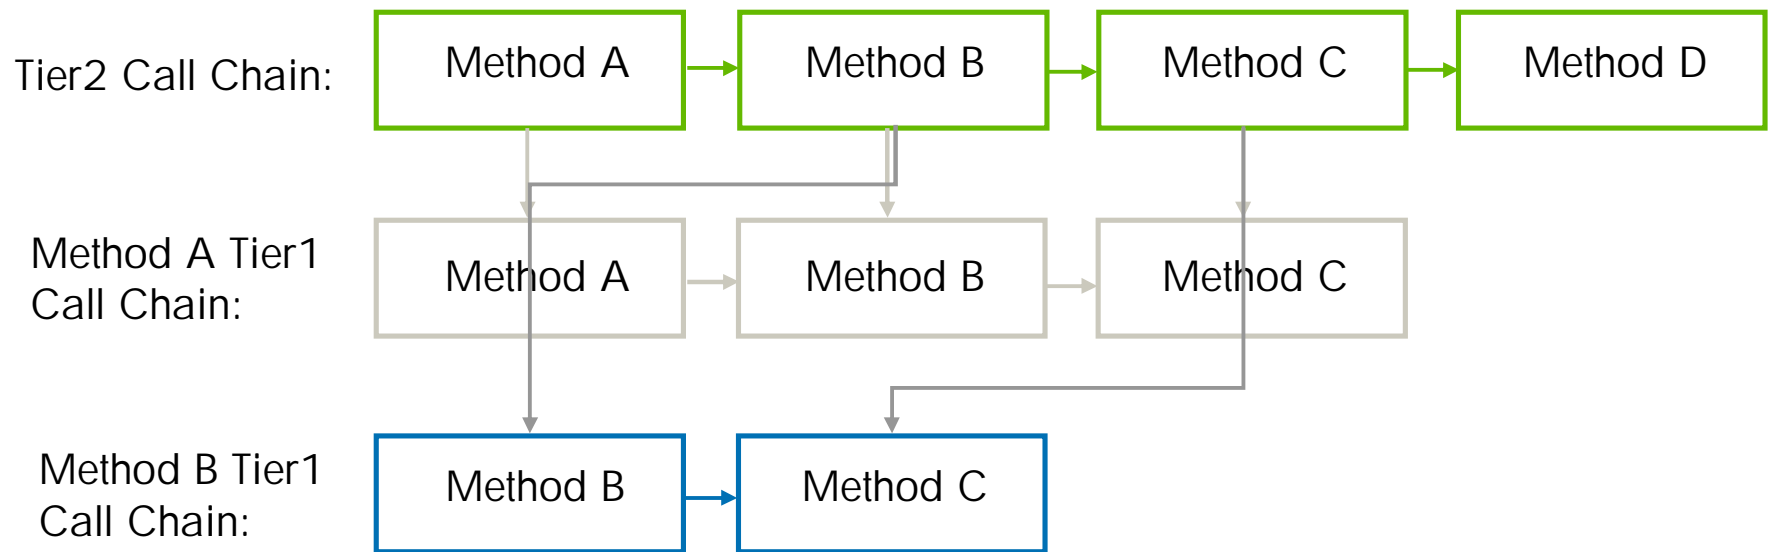 Tier2 Call Chain:
Method A
Method B
Method C
Method D
Method A Tier1
Call Chain:
Method A
Method B
Method C
Method B Tier1
Call Chain:
Method B
Method C